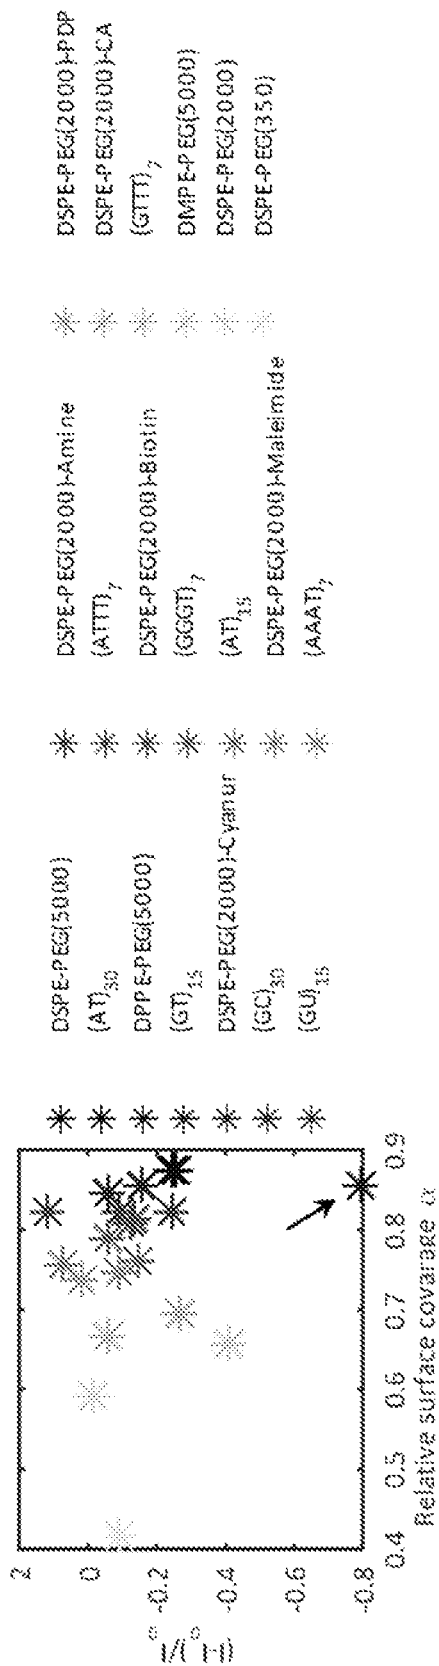 2
0
-0.2
-0.4
-0.6
-0.8
(I-I₀)/I₀
0.4
0.5
0.6
0.7
0.8
0.9
Relative surface covarage α
DSPE-PEG(5000)
(AT)₃₀
DPPE-PEG(5000)
(GT)₁₅
DSPE-PEG(2000)-Cyanur
(GC)₃₀
(GU)₁₅
DSPE-PEG(2000)-Amine
(ATTT)₇
DSPE-PEG(2000)-Biotin
(GGGT)₇
(AT)₁₅
DSPE-PEG(2000)-Maleimide
(AAAT)₇
DSPE-PEG(2000)-PDP
DSPE-PEG(2000)-CA
(GTTT)₇
DMPE-PEG(5000)
DSPE-PEG(2000)
DSPE-PEG(350)